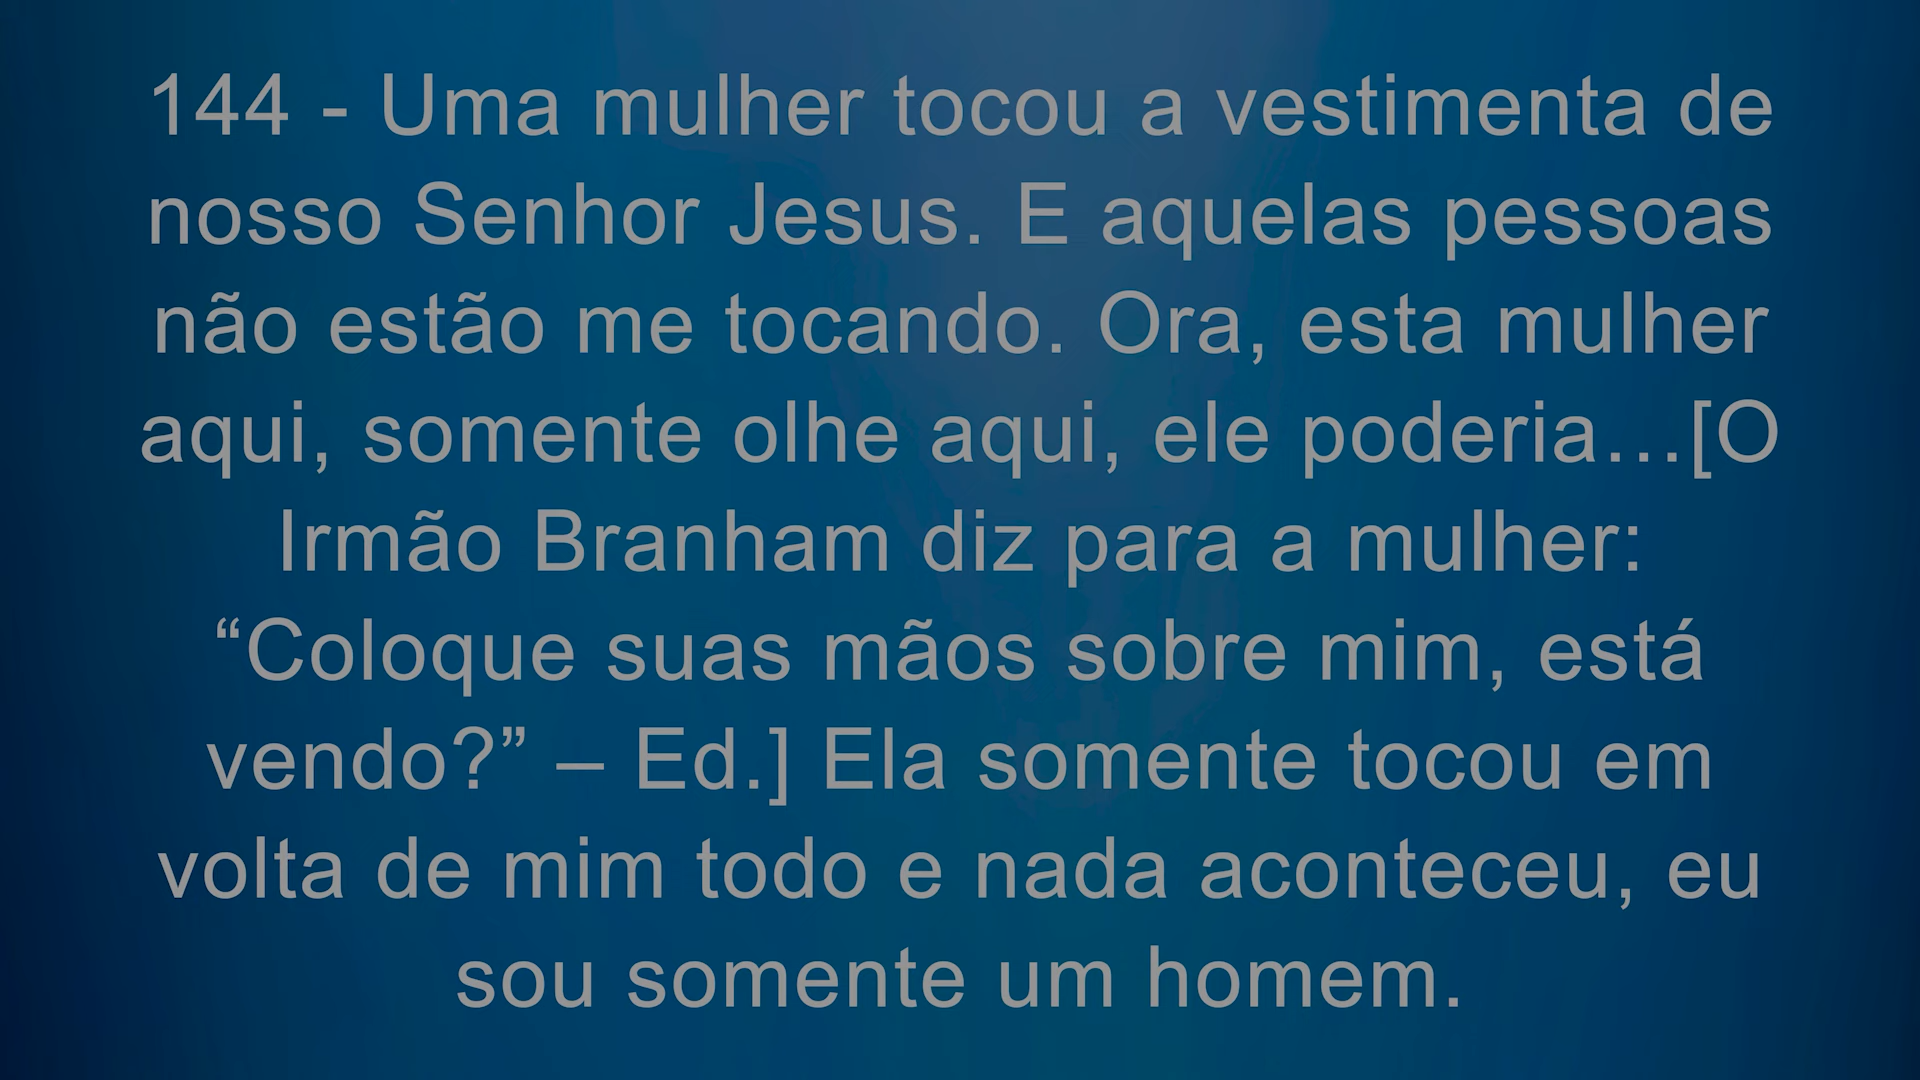 144 - Uma mulher tocou a vestimenta de
nosso Senhor Jesus. E aquelas pessoas
não estão me tocando. Ora, esta mulher
aqui, somente olhe aqui, ele poderia…[O
Irmão Branham diz para a mulher:
“Coloque suas mãos sobre mim, está
vendo?” – Ed.] Ela somente tocou em
volta de mim todo e nada aconteceu, eu
sou somente um homem.